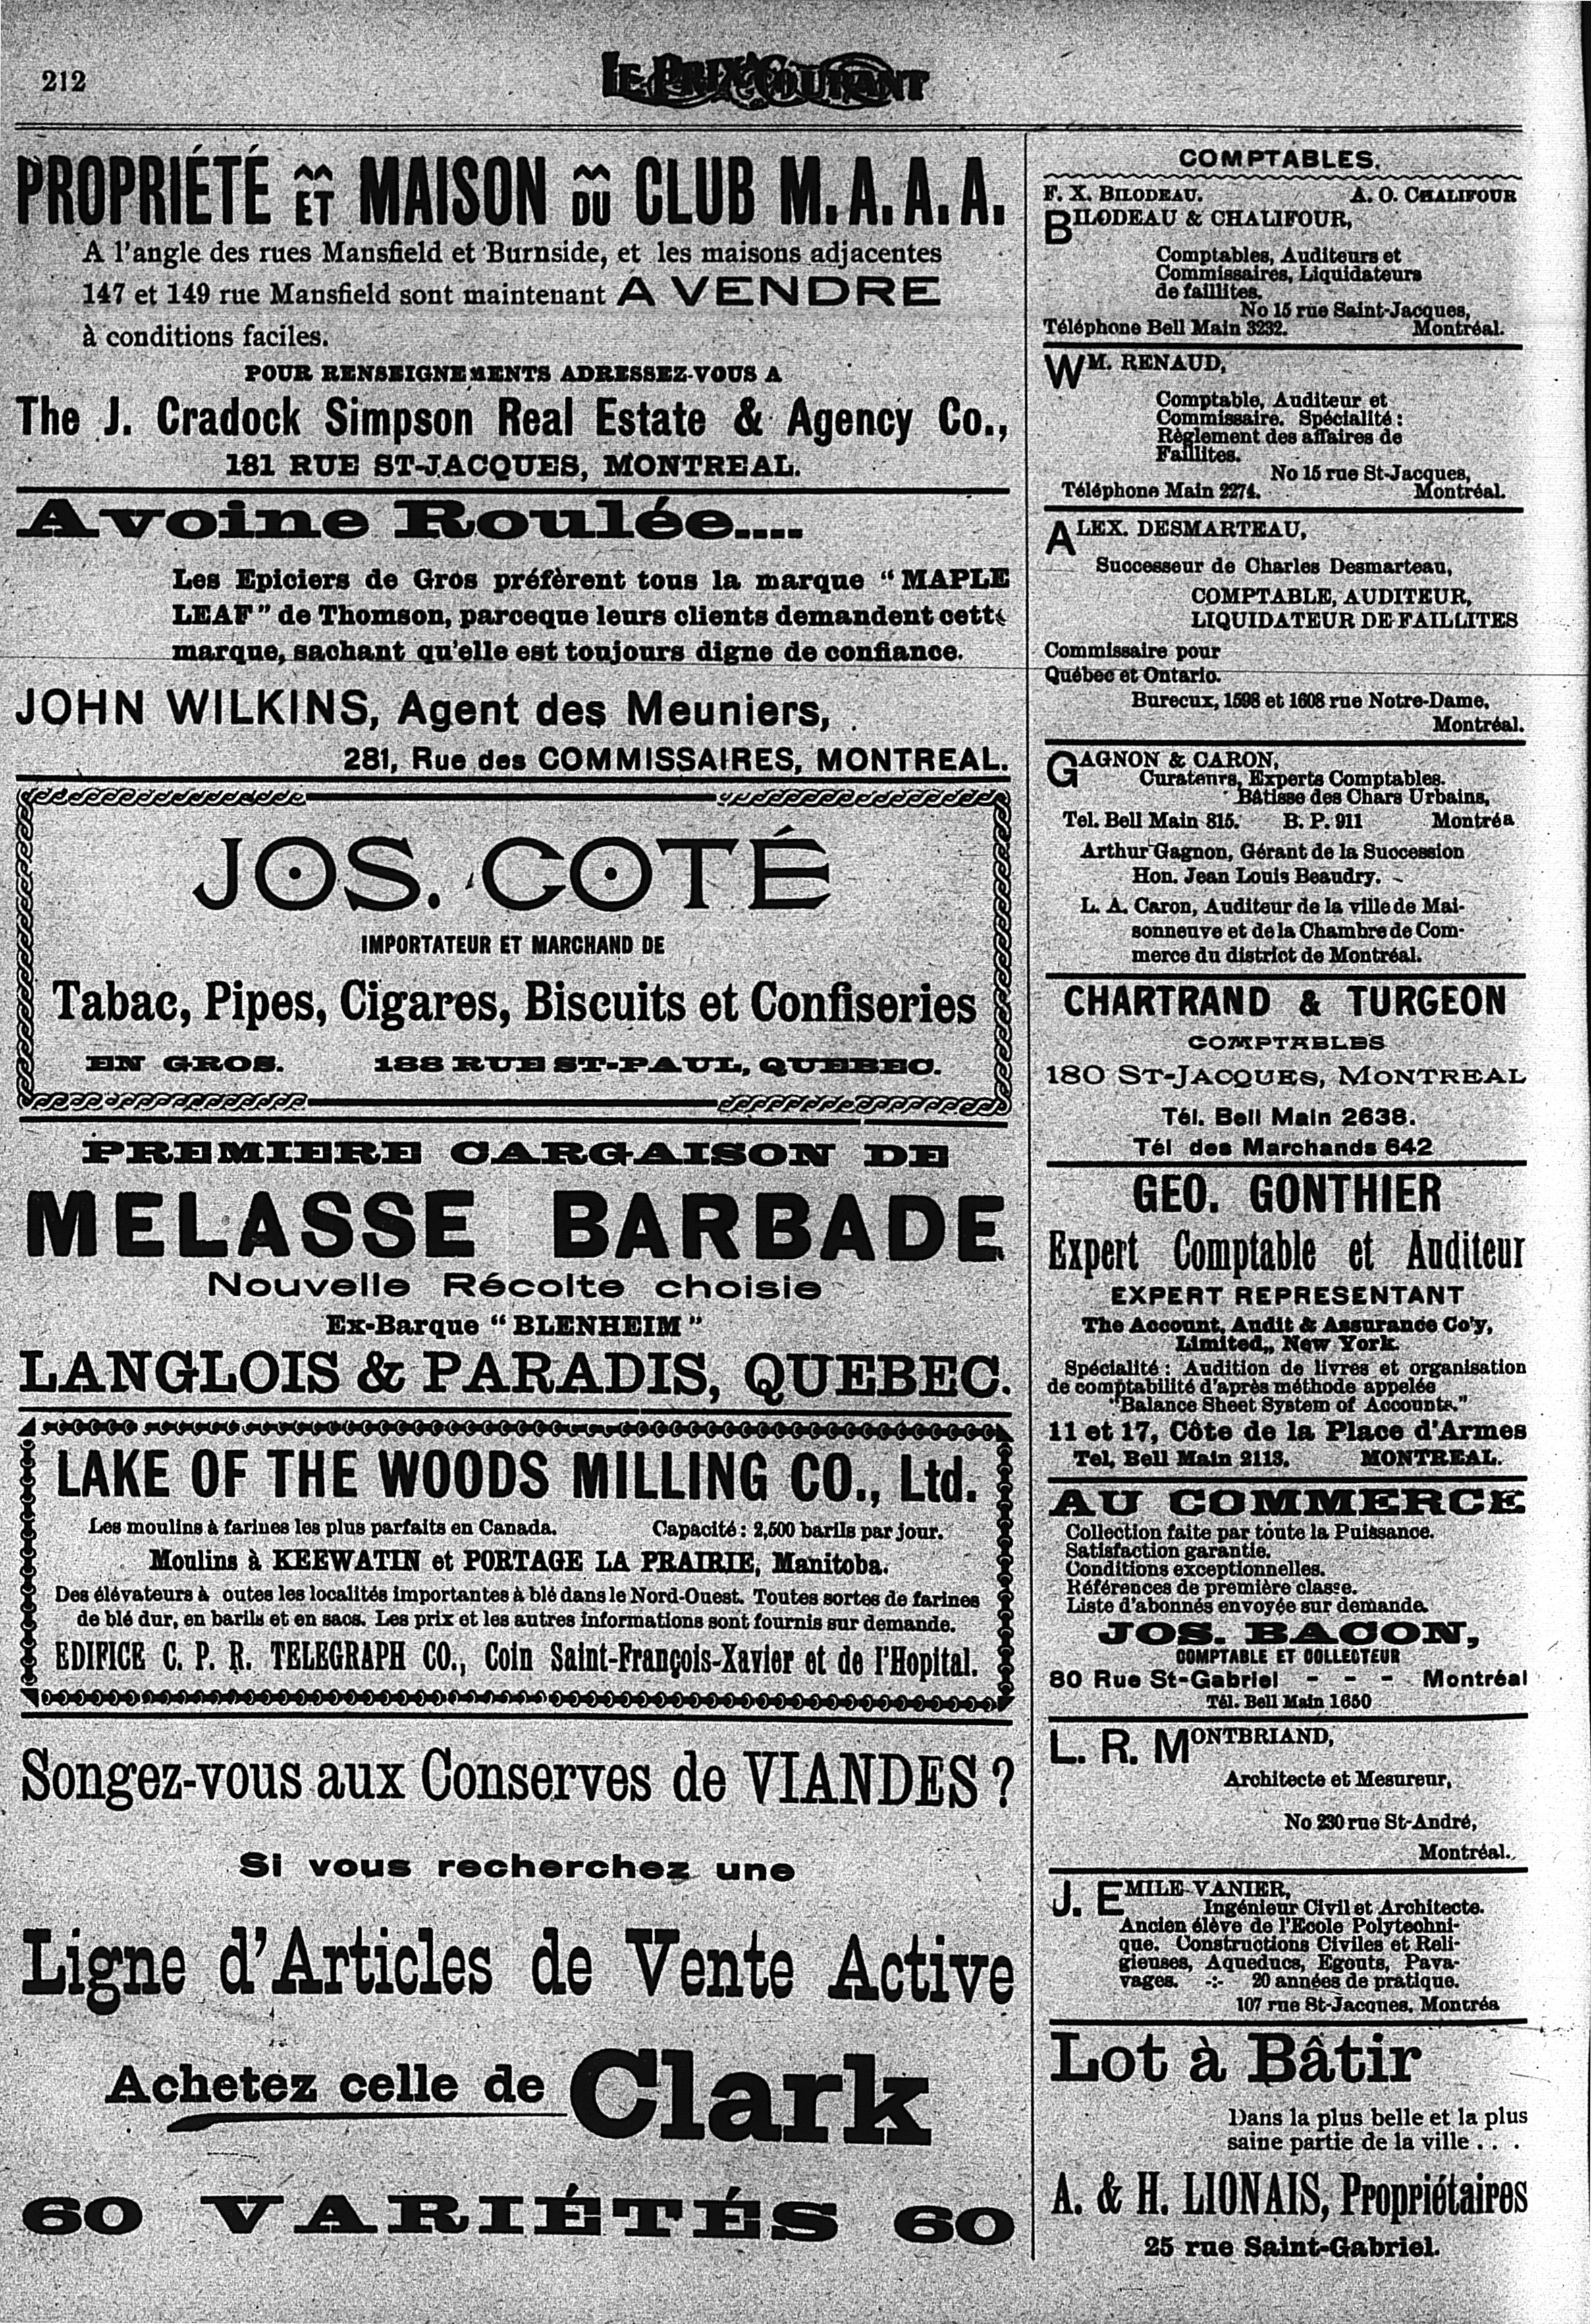 212
LE PRIX COURANT
PROPRIÉTÉ ET MAISON DU CLUB M.A.A.A.
A l'angle des rues Mansfield et Burnside, et les maisons adjacentes
147 et 149 rue Mansfield sont maintenant A VENDRE
à conditions faciles.
POUR RENSEIGNEMENTS ADRESSEZ-VOUS A
The J. Cradock Simpson Real Estate & Agency Co.,
181 RUE ST-JACQUES, MONTREAL.
Avoine Roulée....
Les Epiciers de Gros préfèrent tous la marque "MAPLE
LEAF" de Thomson, parceque leurs clients demandent cette
marque, sachant qu'elle est toujours digne de confiance.
JOHN WILKINS, Agent des Meuniers,
281, Rue des COMMISSAIRES, MONTREAL.
JOS. COTÉ
IMPORTATEUR ET MARCHAND DE
Tabac, Pipes, Cigares, Biscuits et Confiseries
EN GROS. 188 RUE ST-PAUL, QUEBEC.
PREMIERE CARGAISON DE
MELASSE BARBADE
Nouvelle Récolte choisie
Ex-Barque "BLENHEIM"
LANGLOIS & PARADIS, QUEBEC.
LAKE OF THE WOODS MILLING CO., Ltd.
Les moulins à farines les plus parfaits en Canada. Capacité : 2,500 barils par jour.
Moulins à KEEWATIN et PORTAGE LA PRAIRIE, Manitoba.
Des élévateurs à outes les localités importantes à blé dans le Nord-Ouest. Toutes sortes de farines
de blé dur, en barils et en sacs. Les prix et les autres informations sont fournis sur demande.
EDIFICE C. P. R. TELEGRAPH CO., Coin Saint-François-Xavier et de l'Hopital.
Songez-vous aux Conserves de VIANDES ?
Si vous recherchez une
Ligne d'Articles de Vente Active
Achetez celle de Clark
60 VARIÉTÉS 60
COMPTABLES.
F. X. BILODEAU. A. O. CHALIFOUR
BILODEAU & CHALIFOUR,
Comptables, Auditeurs et
Commissaires, Liquidateurs
de faillites.
No 15 rue Saint-Jacques,
Téléphone Bell Main 3232. Montréal.
WM. RENAUD,
Comptable, Auditeur et
Commissaire. Spécialité :
Règlement des affaires de
Faillites.
No 15 rue St-Jacques,
Téléphone Main 2274. Montréal.
ALEX. DESMARTEAU,
Successeur de Charles Desmarteau,
COMPTABLE, AUDITEUR,
LIQUIDATEUR DE FAILLITES
Commissaire pour
Québec et Ontario.
Burecux, 1598 et 1608 rue Notre-Dame,
Montréal.
GAGNON & CARON,
Curateurs, Experts Comptables.
Bâtisse des Chars Urbains,
Tel. Bell Main 815. B. P. 911 Montréa
Arthur Gagnon, Gérant de la Succession
Hon. Jean Louis Beaudry.
L. A. Caron, Auditeur de la ville de Mai-
sonneuve et de la Chambre de Com-
merce du district de Montréal.
CHARTRAND & TURGEON
COMPTABLES
180 ST-JACQUES, MONTREAL
Tél. Bell Main 2638.
Tél des Marchands 642
GEO. GONTHIER
Expert Comptable et Auditeur
EXPERT REPRESENTANT
The Account, Audit & Assurance Co'y,
Limited,, New York.
Spécialité : Audition de livres et organisation
de comptabilité d'après méthode appelée
"Balance Sheet System of Accounts."
11 et 17, Côte de la Place d'Armes
Tel, Bell Main 2113. MONTREAL.
AU COMMERCE
Collection faite par toute la Puissance.
Satisfaction garantie.
Conditions exceptionnelles.
Références de première classe.
Liste d'abonnés envoyée sur demande.
JOS. BACON,
COMPTABLE ET COLLECTEUR
80 Rue St-Gabriel - - - Montréal
Tél. Bell Main 1650
L. R. MONTBRIAND,
Architecte et Mesureur,
No 230 rue St-André,
Montréal.
J. EMILE VANIER,
Ingénieur Civil et Architecte.
Ancien élève de l'Ecole Polytechni-
que. Constructions Civiles et Reli-
gieuses, Aqueducs, Egouts, Pava-
vages. -:- 20 années de pratique.
107 rue St-Jacques, Montréa
Lot à Bâtir
Dans la plus belle et la plus
saine partie de la ville . . .
A. & H. LIONAIS, Propriétaires
25 rue Saint-Gabriel.